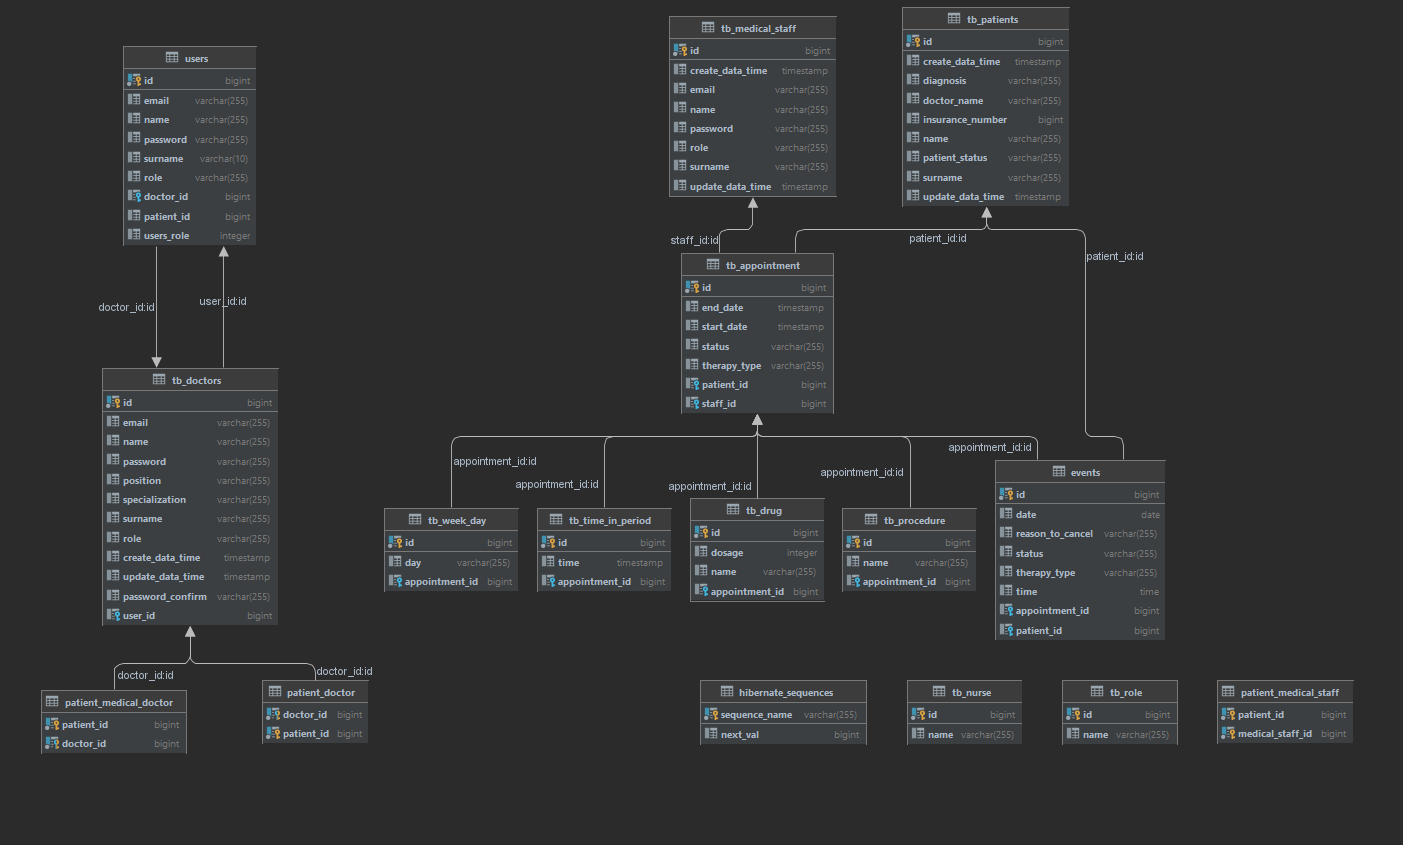 users
id bigint
email varchar(255)
name varchar(255)
password varchar(255)
surname varchar(10)
role varchar(255)
doctor_id bigint
patient_id bigint
users_role integer
tb_medical_staff
id bigint
create_data_time timestamp
email varchar(255)
name varchar(255)
password varchar(255)
role varchar(255)
surname varchar(255)
update_data_time timestamp
tb_patients
id bigint
create_data_time timestamp
diagnosis varchar(255)
doctor_name varchar(255)
insurance_number bigint
name varchar(255)
patient_status varchar(255)
surname varchar(255)
update_data_time timestamp
staff_id:id
patient_id:id
patient_id:id
doctor_id:id
user_id:id
tb_appointment
id bigint
end_date timestamp
start_date timestamp
status varchar(255)
therapy_type varchar(255)
patient_id bigint
staff_id bigint
tb_doctors
id bigint
email varchar(255)
name varchar(255)
password varchar(255)
position varchar(255)
specialization varchar(255)
surname varchar(255)
role varchar(255)
create_data_time timestamp
update_data_time timestamp
password_confirm varchar(255)
user_id bigint
appointment_id:id
appointment_id:id
appointment_id:id
appointment_id:id
appointment_id:id
tb_week_day
id bigint
day varchar(255)
appointment_id bigint
tb_time_in_period
id bigint
time timestamp
appointment_id bigint
tb_drug
id bigint
dosage integer
name varchar(255)
appointment_id bigint
tb_procedure
id bigint
name varchar(255)
appointment_id bigint
events
id bigint
date date
reason_to_cancel varchar(255)
status varchar(255)
therapy_type varchar(255)
time time
appointment_id bigint
patient_id bigint
doctor_id:id
doctor_id:id
patient_medical_doctor
patient_id bigint
doctor_id bigint
patient_doctor
doctor_id bigint
patient_id bigint
hibernate_sequences
sequence_name varchar(255)
next_val bigint
tb_nurse
id bigint
name varchar(255)
tb_role
id bigint
name varchar(255)
patient_medical_staff
patient_id bigint
medical_staff_id bigint